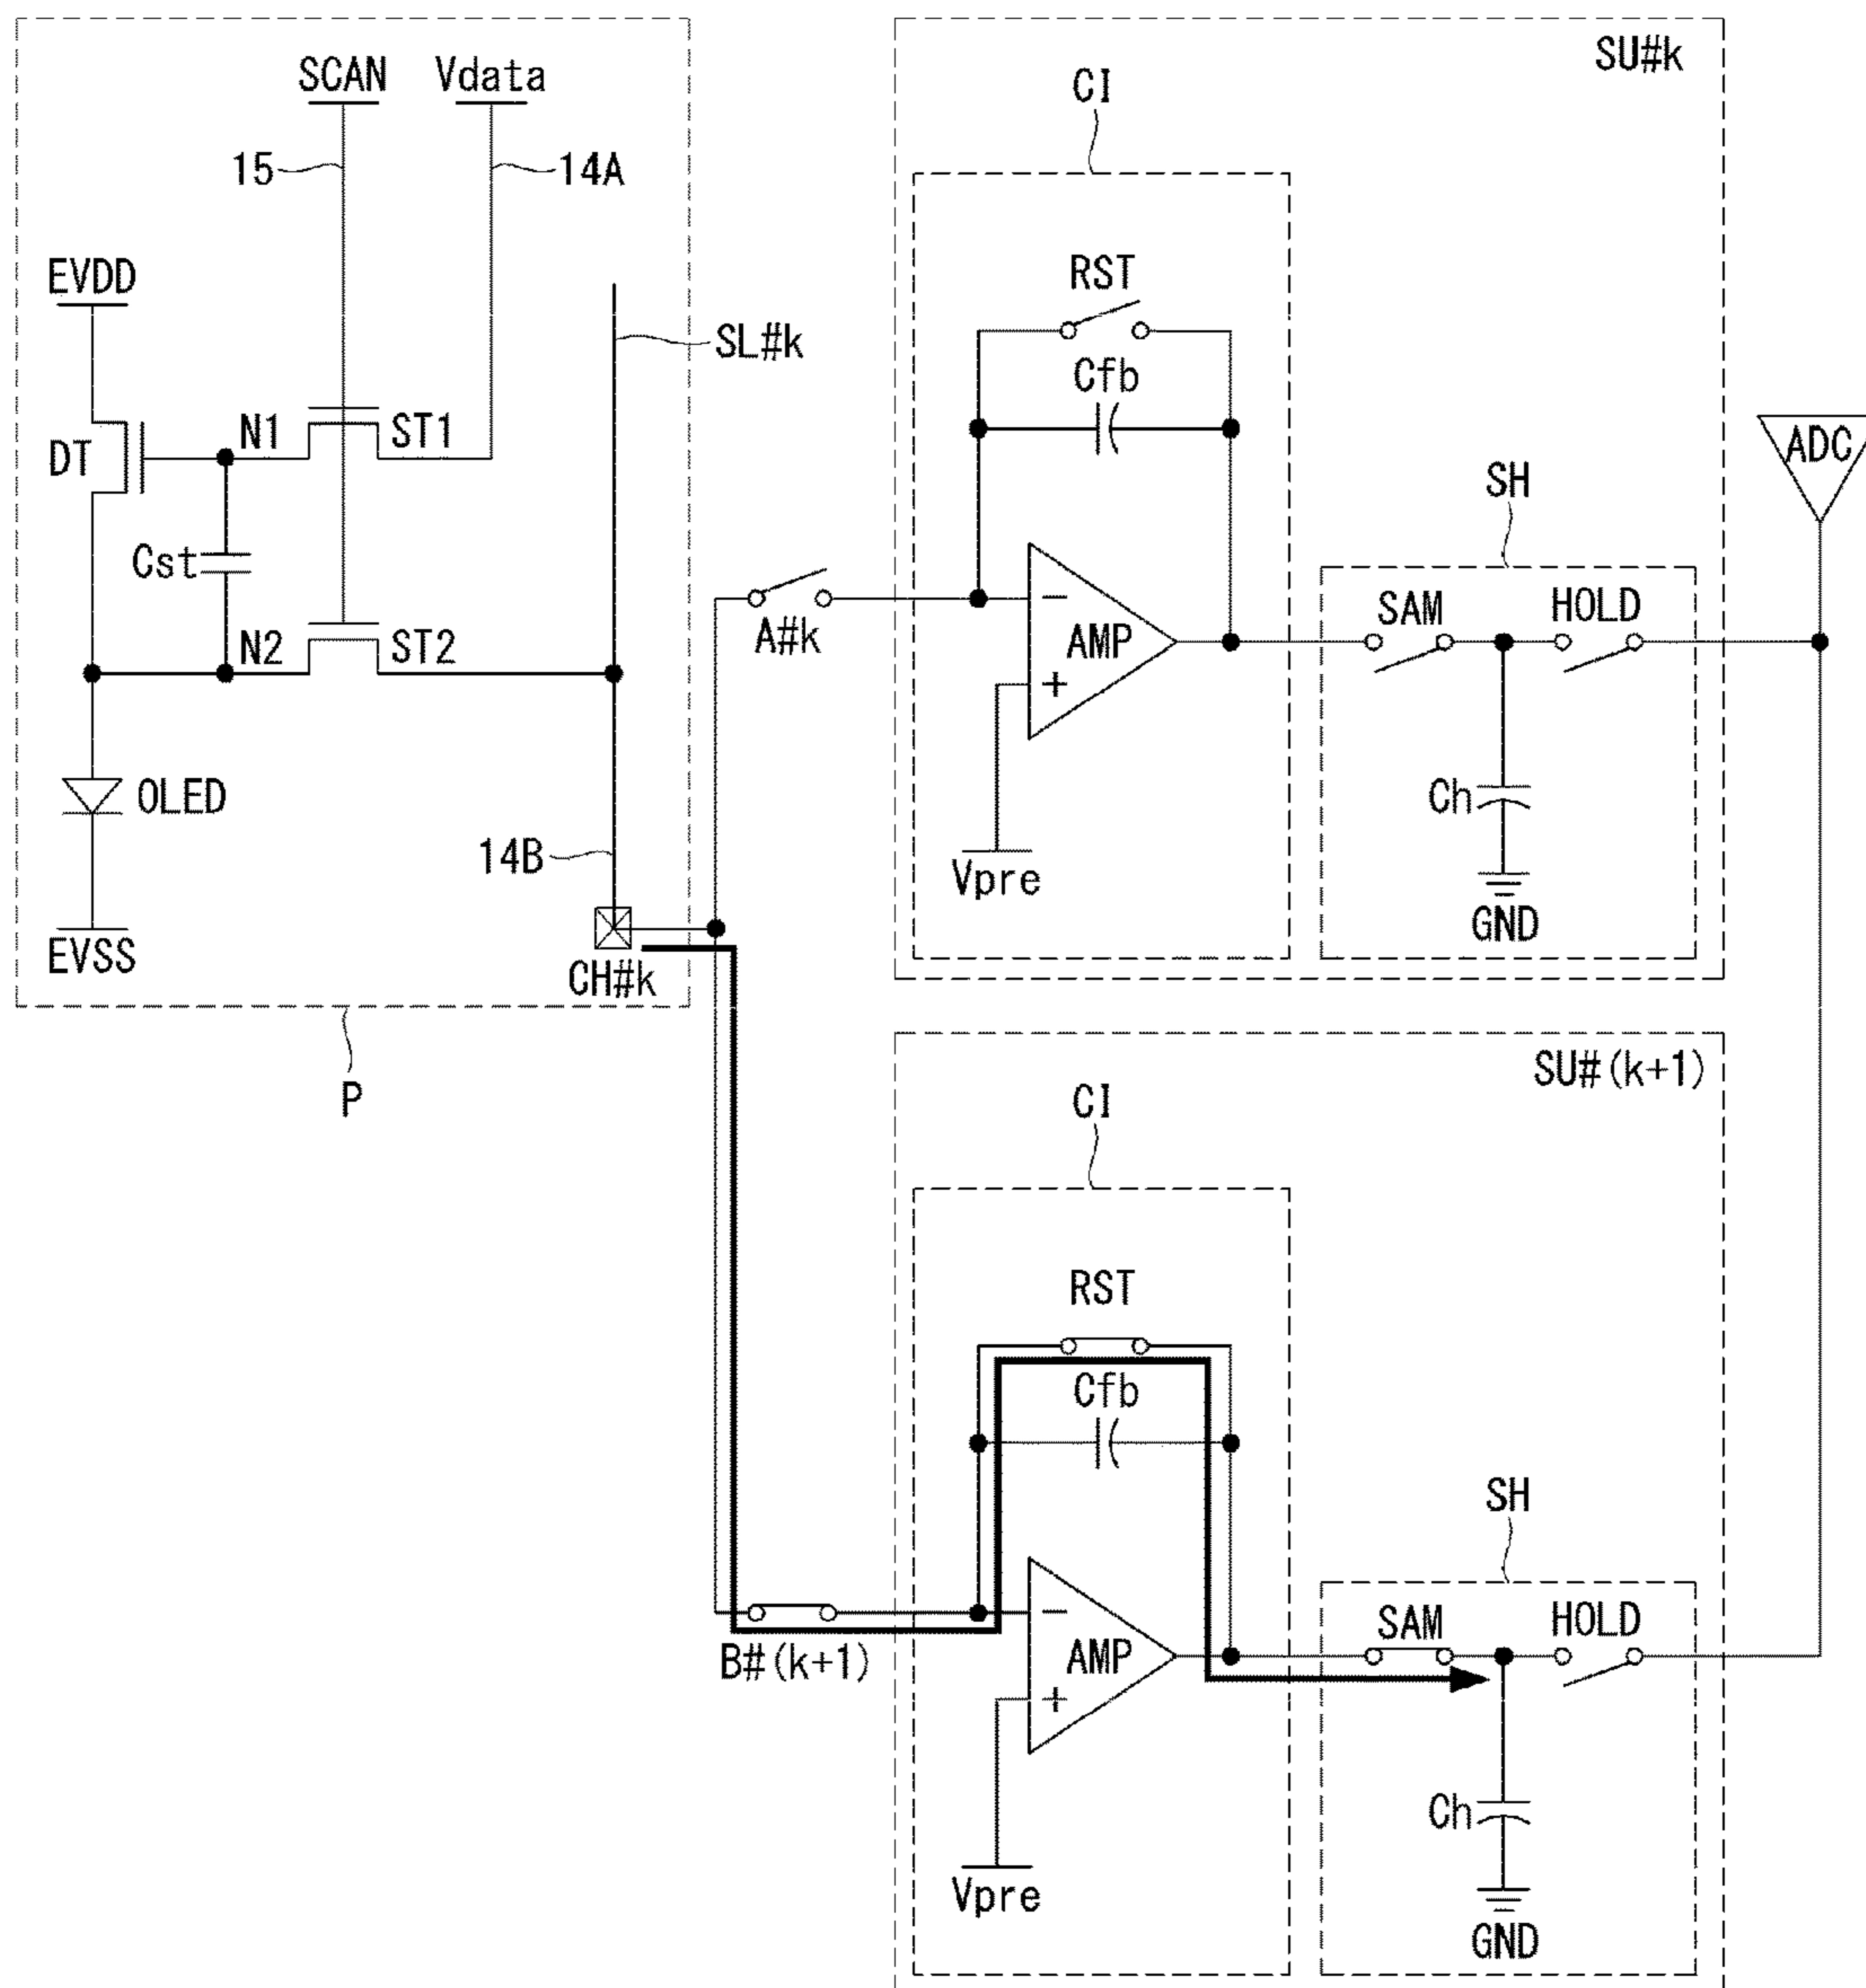 SU#k
SCAN
Vdata
CI
15
14A
EVDD
RST
SL#k
Cfb
N1
ST1
DT
ADC
SH
Cst
SAM
HOLD
A#k
−
AMP
+
N2
ST2
OLED
Ch
14B
Vpre
GND
EVSS
CH#k
P
SU#(k+1)
CI
RST
Cfb
SH
SAM
HOLD
−
AMP
+
B#(k+1)
Ch
Vpre
GND